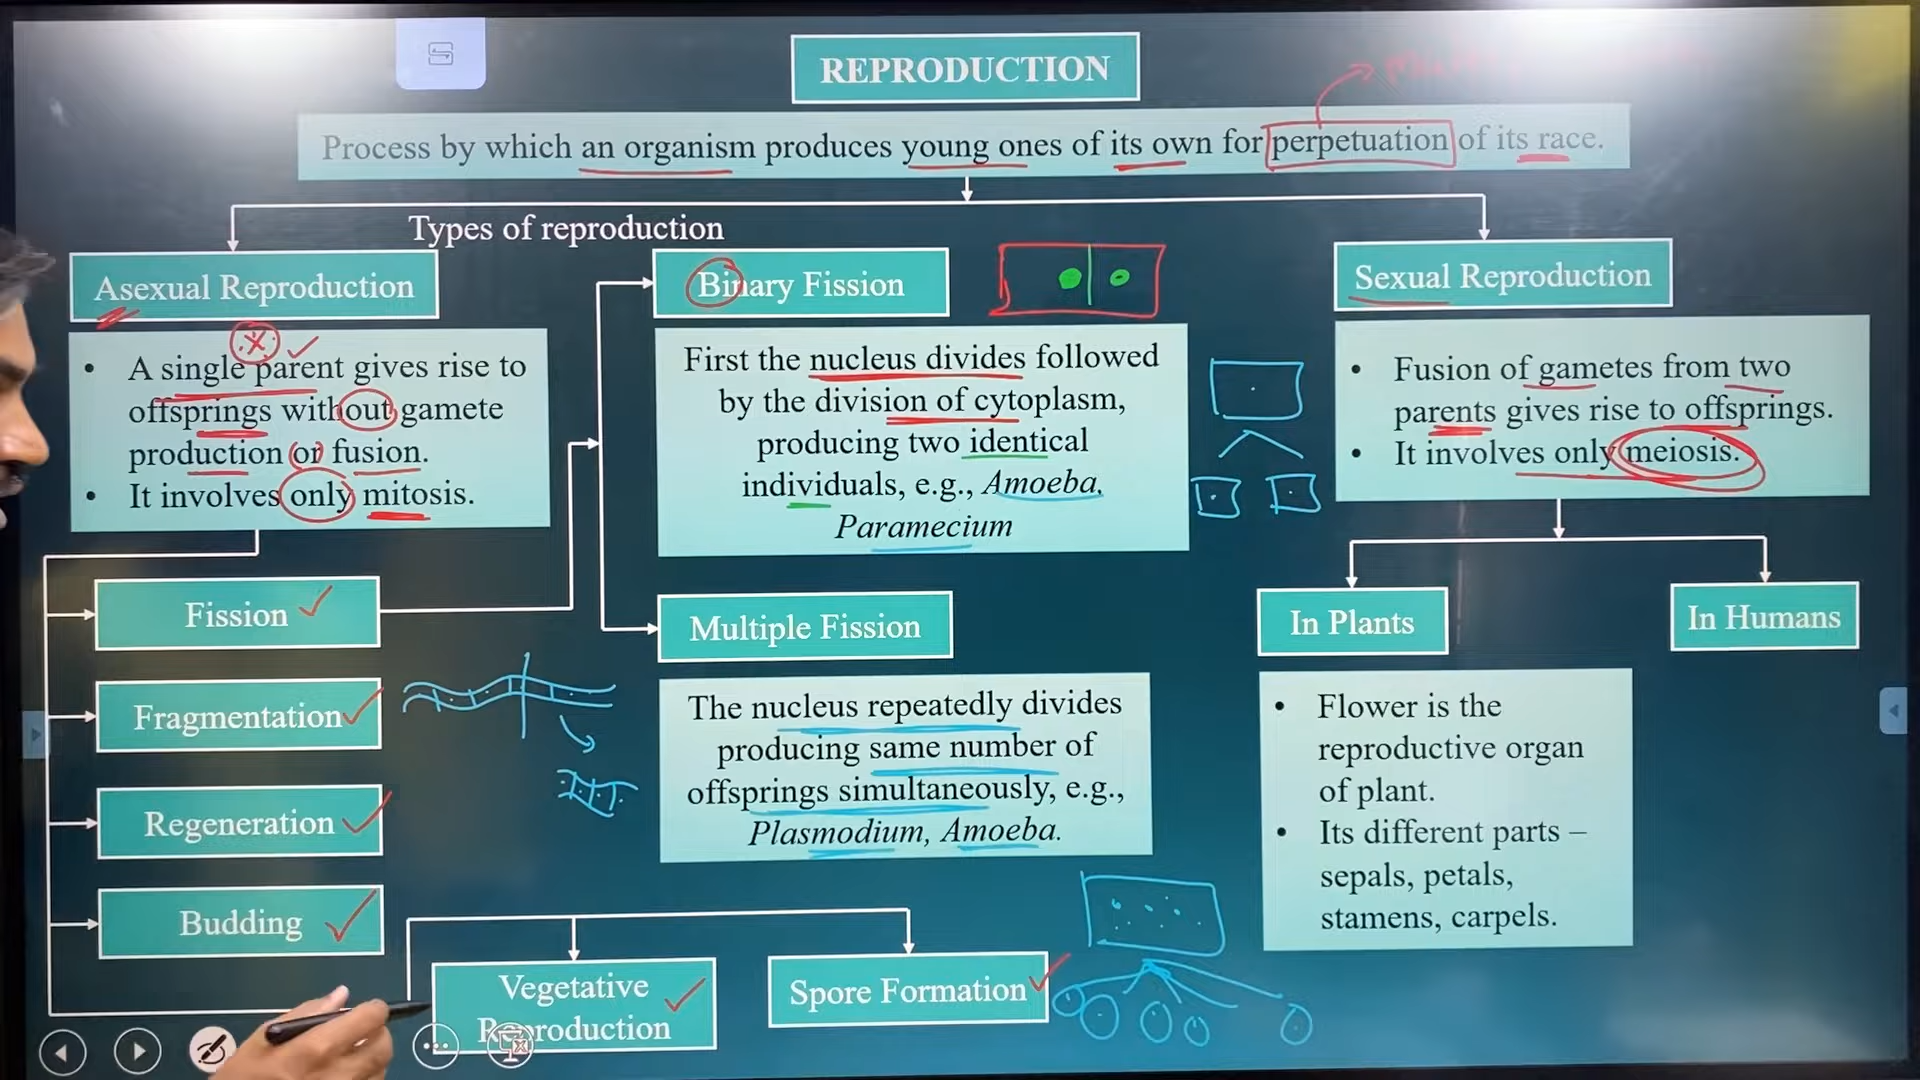 REPRODUCTION
Process by which an organism produces young ones of its own for perpetuation of its race.
Types of reproduction
Asexual Reproduction
• A single parent gives rise to
offsprings without gamete
production or fusion.
• It involves only mitosis.
Fission
Fragmentation
Regeneration
Budding
Vegetative
Reproduction
Spore Formation
Binary Fission
First the nucleus divides followed
by the division of cytoplasm,
producing two identical
individuals, e.g., Amoeba,
Paramecium
Multiple Fission
The nucleus repeatedly divides
producing same number of
offsprings simultaneously, e.g.,
Plasmodium, Amoeba.
Sexual Reproduction
• Fusion of gametes from two
parents gives rise to offsprings.
• It involves only meiosis.
In Plants
• Flower is the
reproductive organ
of plant.
• Its different parts –
sepals, petals,
stamens, carpels.
In Humans